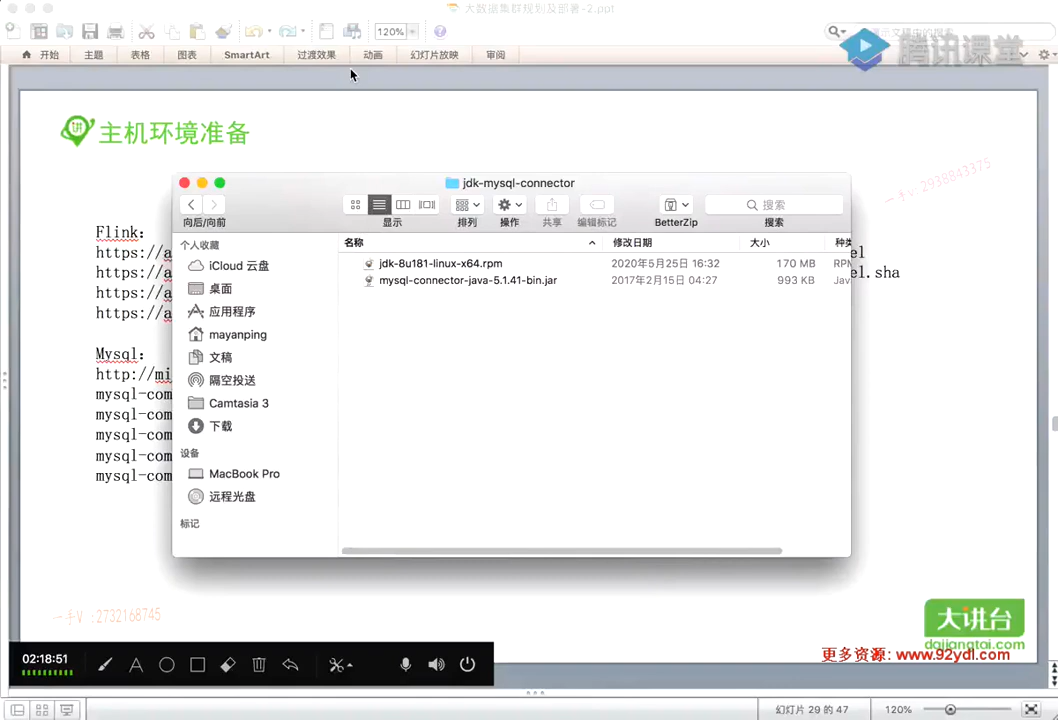 大数据集群规划及部署-2.ppt
120%
腾讯课堂
开始
主题
表格
图表
SmartArt
过渡效果
动画
幻灯片放映
审阅
主机环境准备
一手V 2938843375
jdk-mysql-connector
向后/向前
显示
排列
操作
共享
编辑标记
BetterZip
搜索
搜索
个人收藏
iCloud 云盘
桌面
应用程序
mayanping
文稿
隔空投送
Camtasia 3
下载
设备
MacBook Pro
远程光盘
标记
名称 修改日期 大小 种类
jdk-8u181-linux-x64.rpm 2020年5月25日 16:32 170 MB RPM
mysql-connector-java-5.1.41-bin.jar 2017年2月15日 04:27 993 KB Jav
Flink:
https://a el
https://a el.sha
https://a
https://a
Mysql:
http://mi
mysql-com
mysql-com
mysql-com
mysql-com
mysql-com
一手V :2732168745
大讲台
dajiangtai.com
更多资源: www.92ydl.com
02:18:51
幻灯片 29 的 47
120%